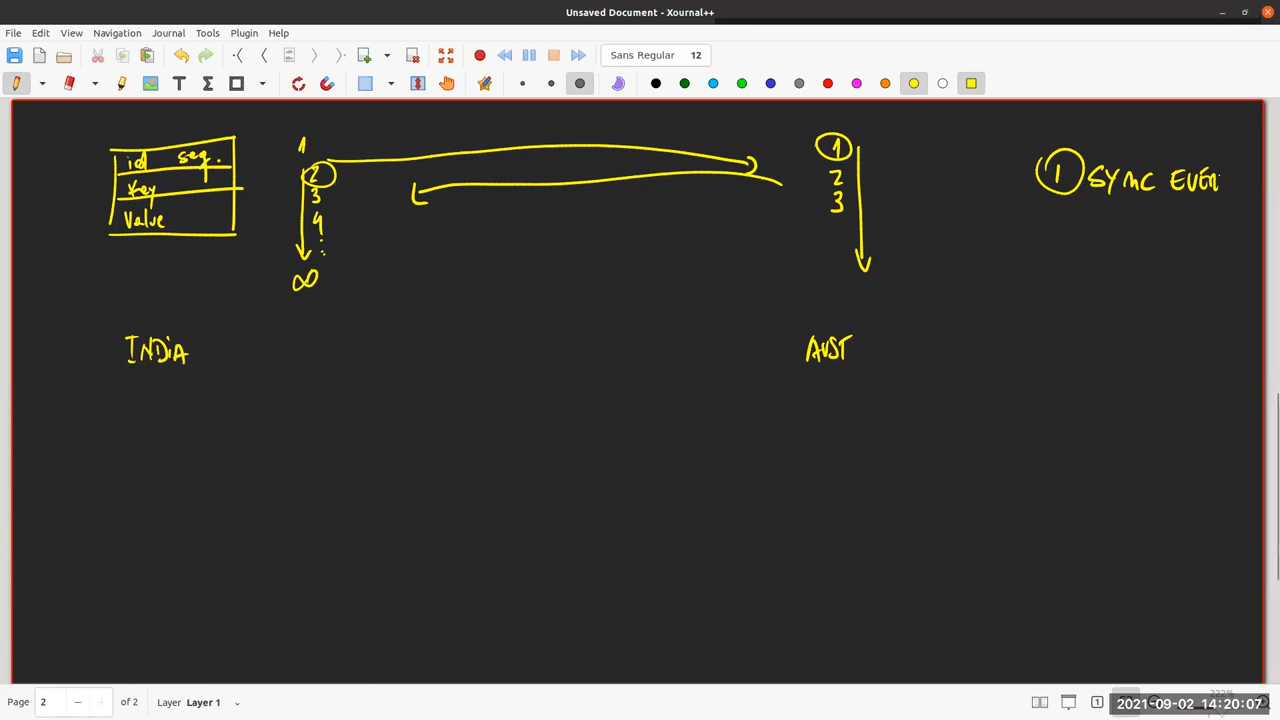 Unsaved Document - Xournal++
File Edit View Navigation Journal Tools Plugin Help
Sans Regular 12
id seq.
key
Value
1
2
3
4
∞
1
2
3
1 SYNC EVER
INDIA
AUST
Page 2 of 2 Layer Layer 1
2021-09-02 14:20:07